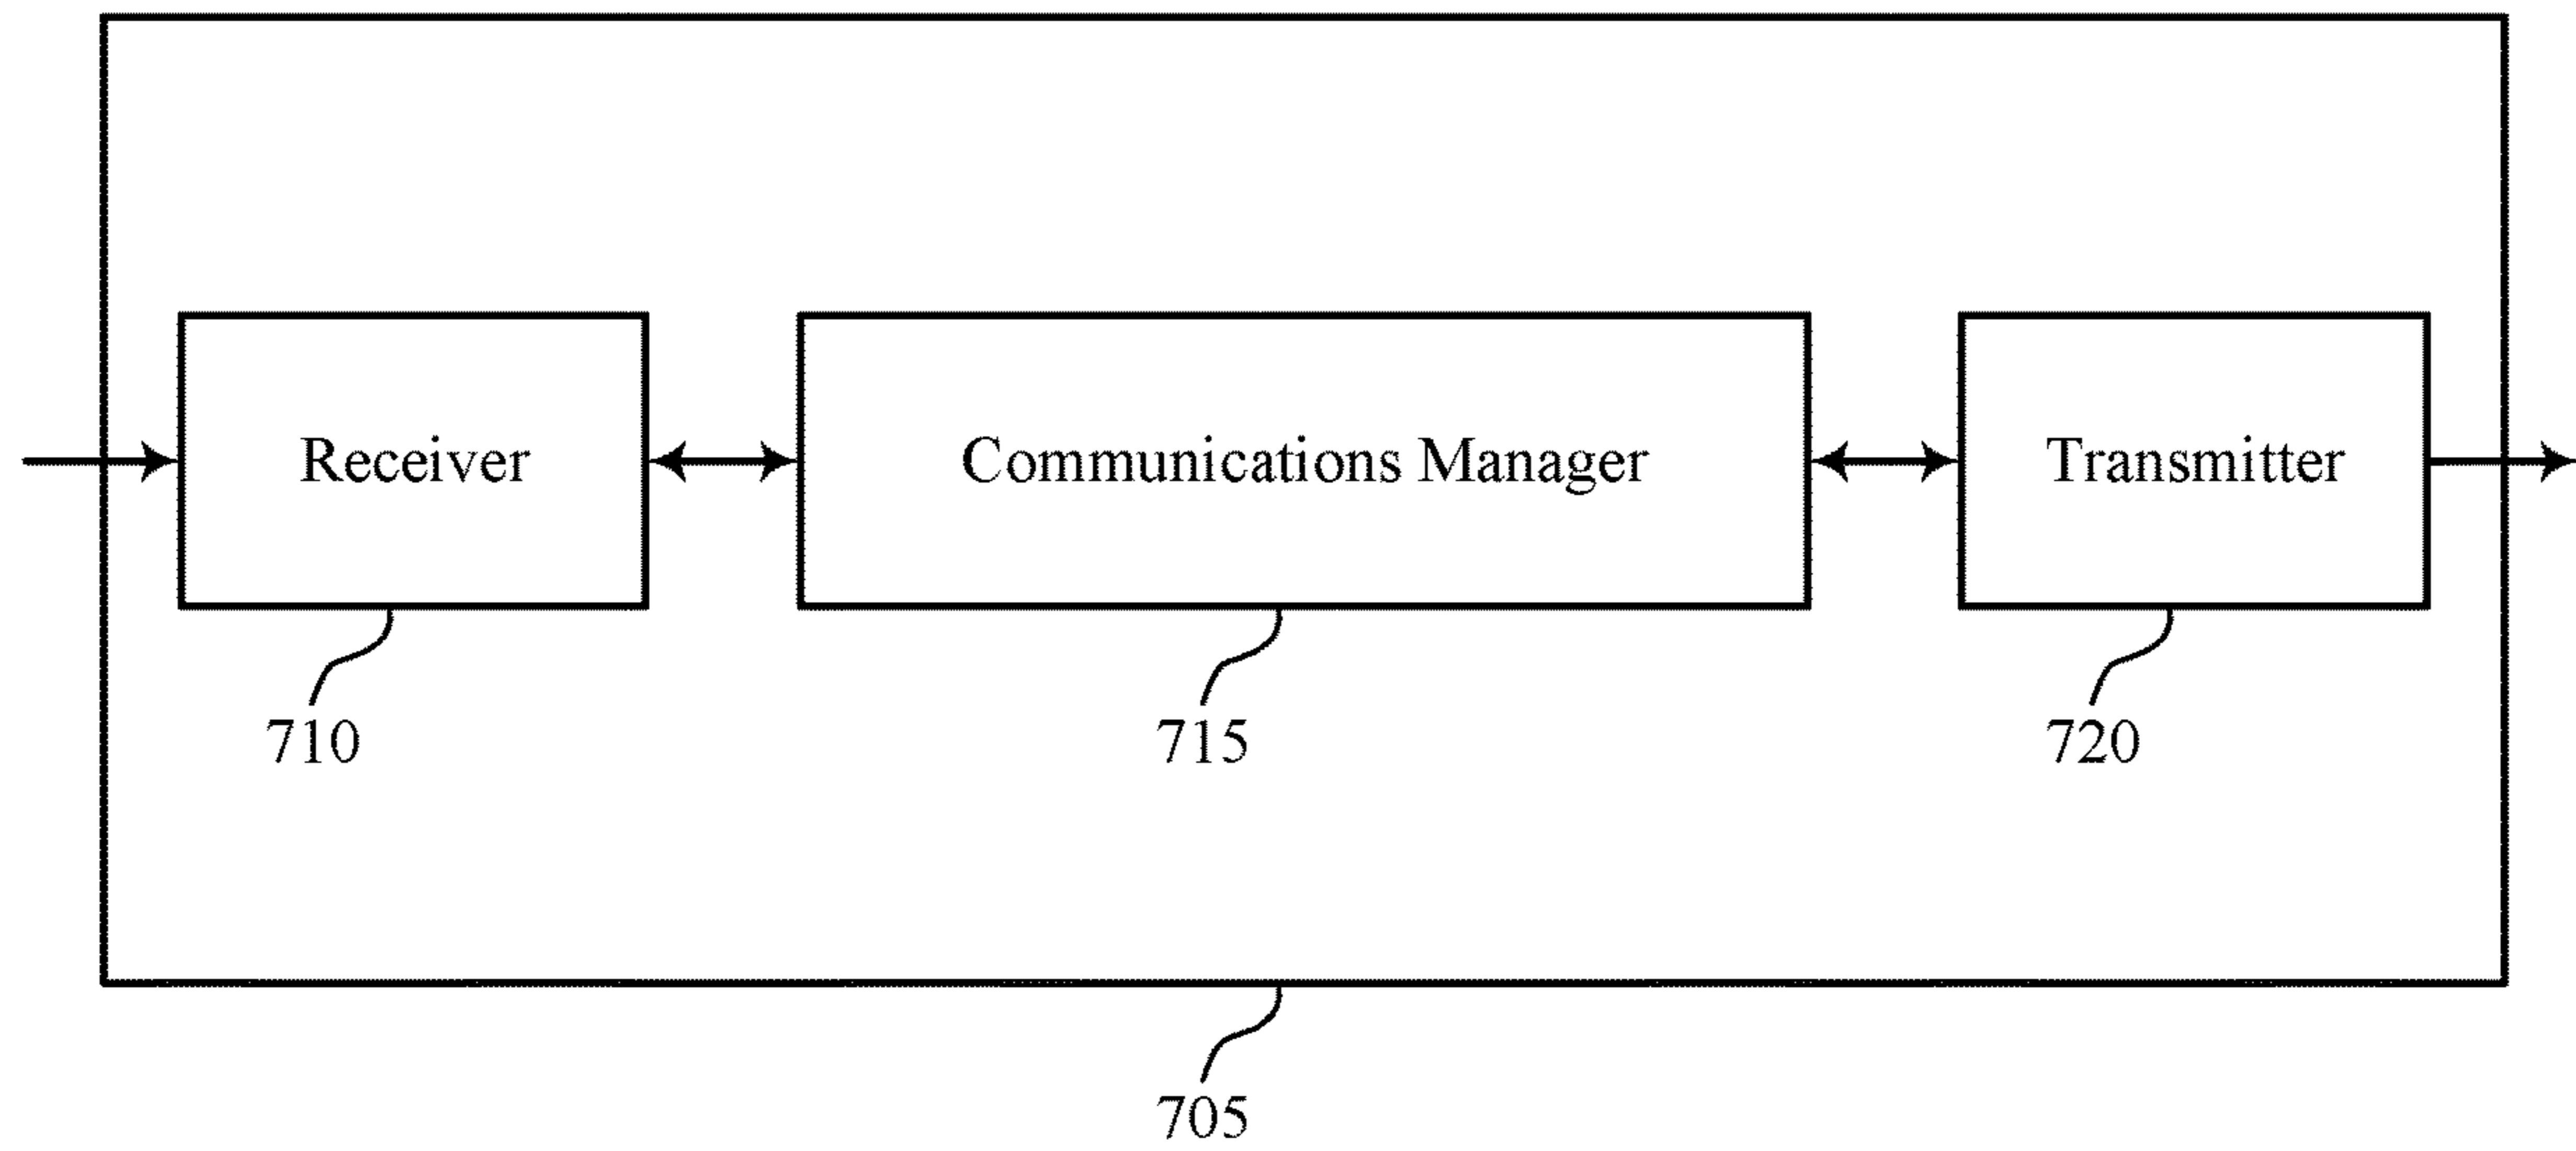 Receiver
Communications Manager
Transmitter
710
715
720
705